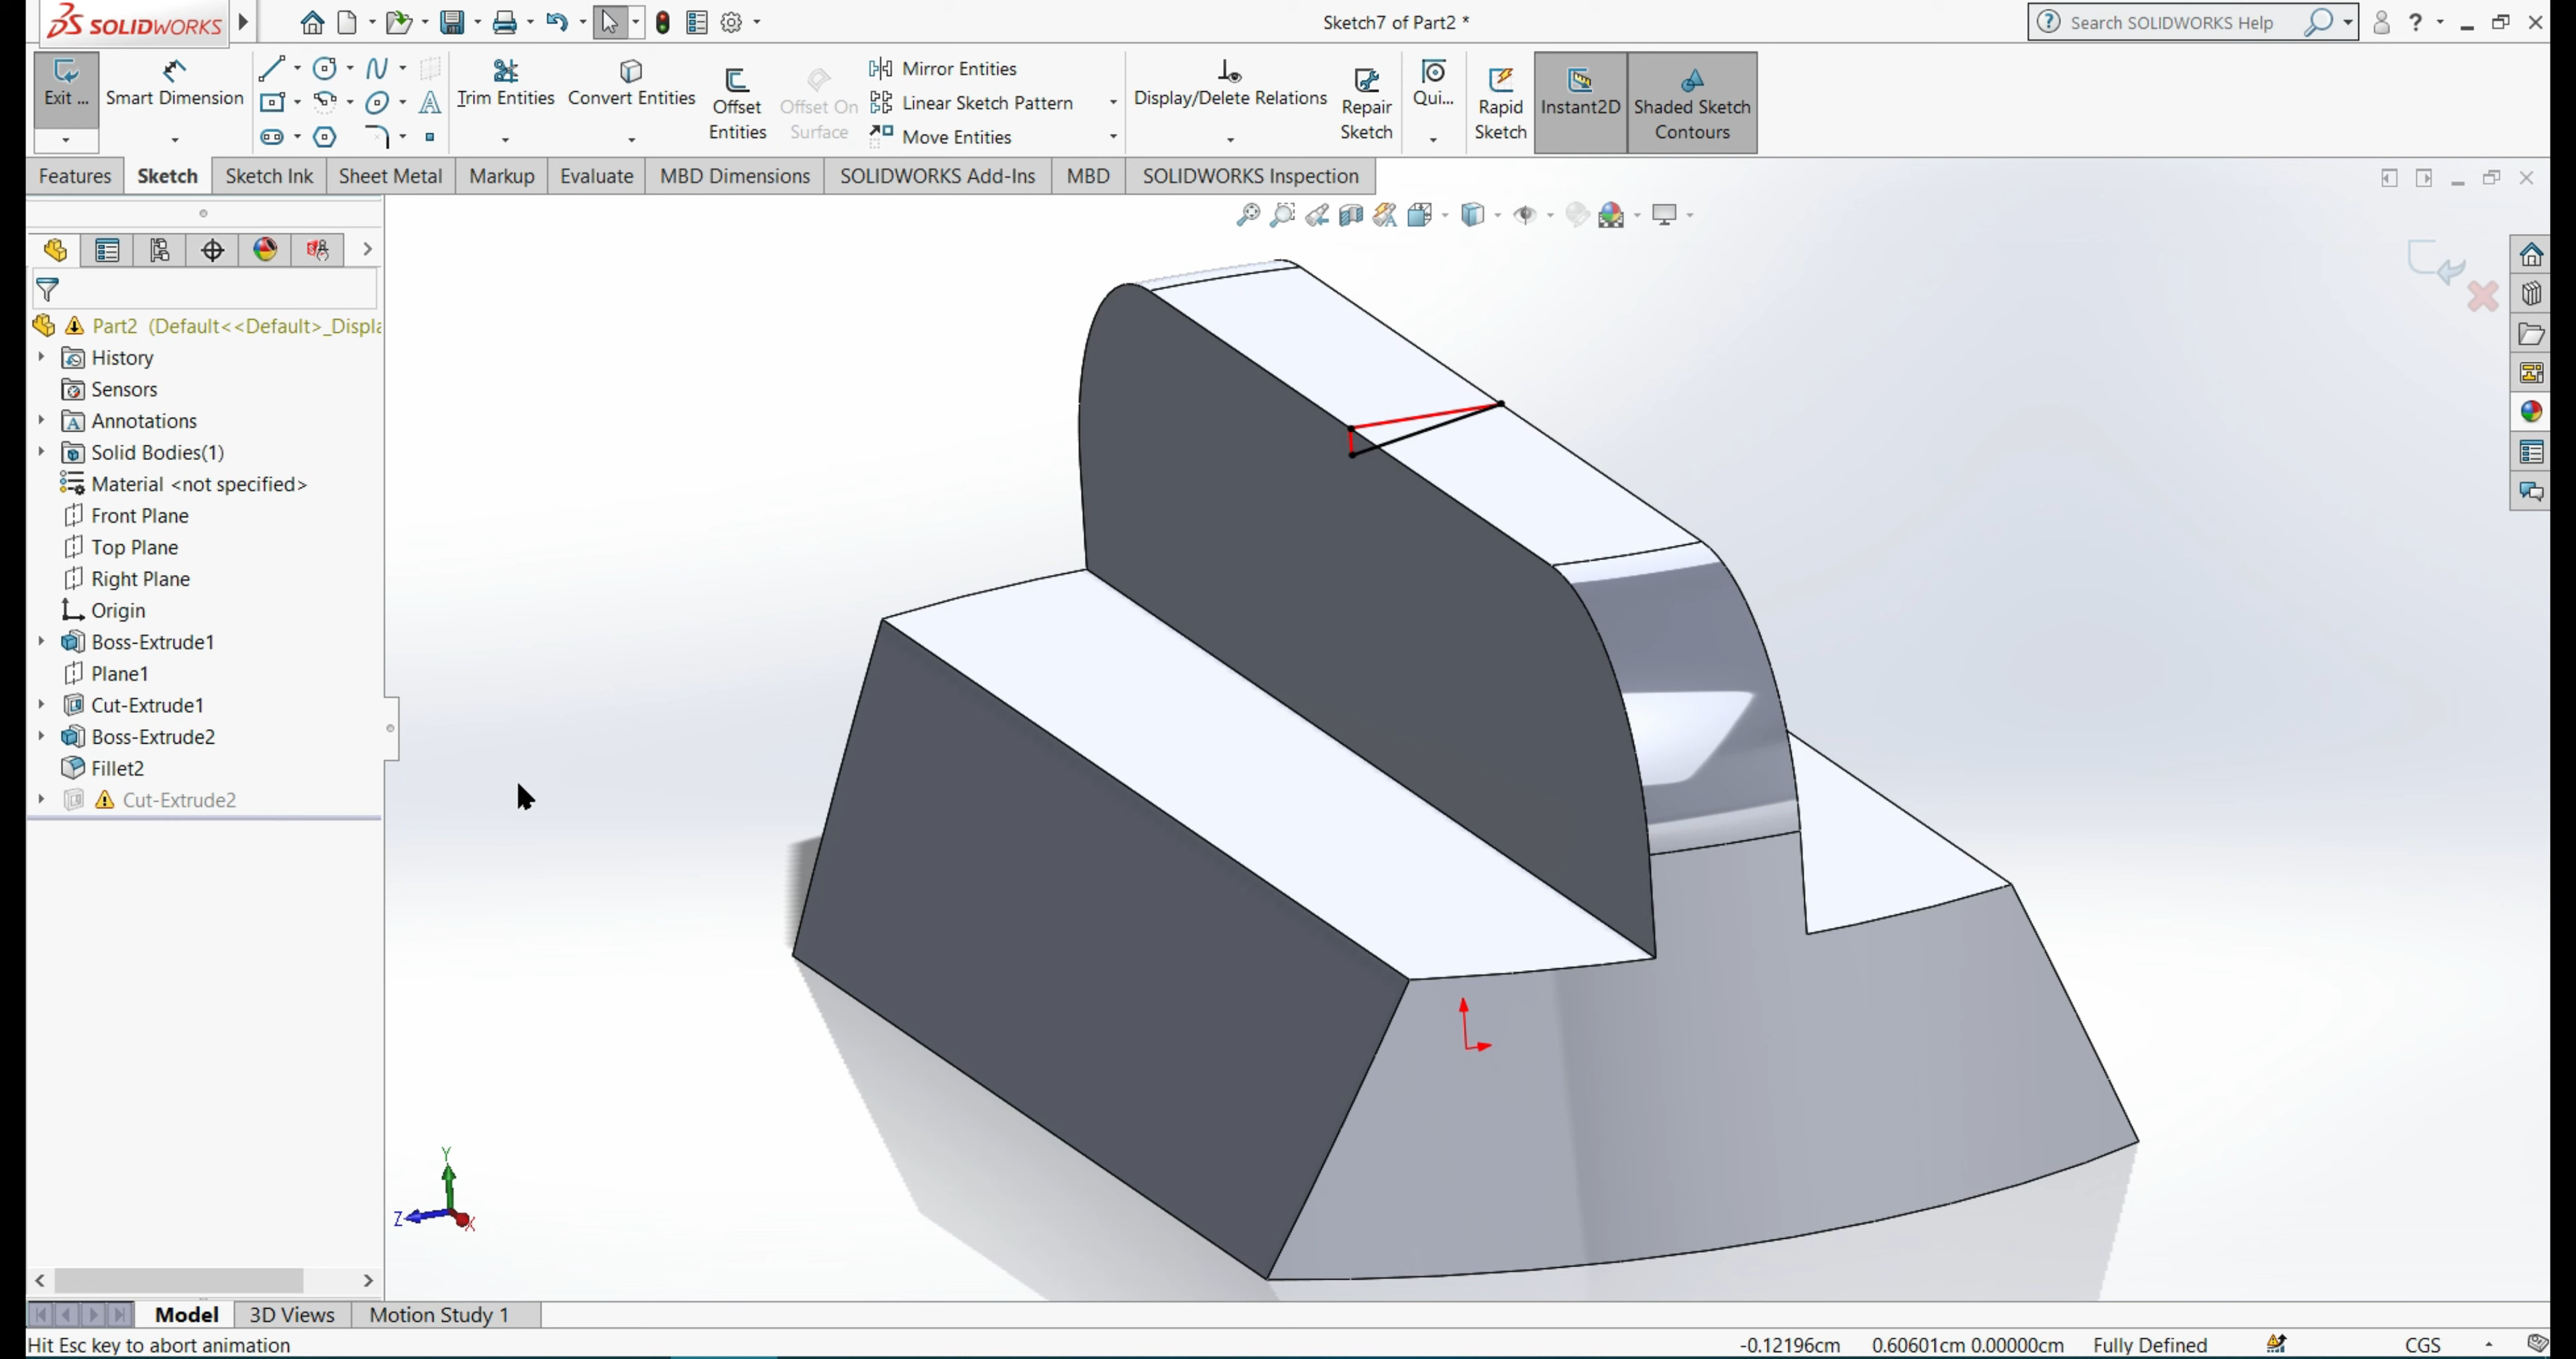 SOLIDWORKS
Sketch7 of Part2 *
Search SOLIDWORKS Help
?
Exit ...
Smart Dimension
Trim Entities
Convert Entities
Offset Entities
Offset On Surface
Mirror Entities
Linear Sketch Pattern
Move Entities
Display/Delete Relations
Repair Sketch
Qui...
Rapid Sketch
Instant2D
Shaded Sketch Contours
Features
Sketch
Sketch Ink
Sheet Metal
Markup
Evaluate
MBD Dimensions
SOLIDWORKS Add-Ins
MBD
SOLIDWORKS Inspection
Part2 (Default<<Default>_Displa
History
Sensors
Annotations
Solid Bodies(1)
Material <not specified>
Front Plane
Top Plane
Right Plane
Origin
Boss-Extrude1
Plane1
Cut-Extrude1
Boss-Extrude2
Fillet2
Cut-Extrude2
Y
Z
X
Model
3D Views
Motion Study 1
Hit Esc key to abort animation
-0.12196cm
0.60601cm 0.00000cm
Fully Defined
CGS